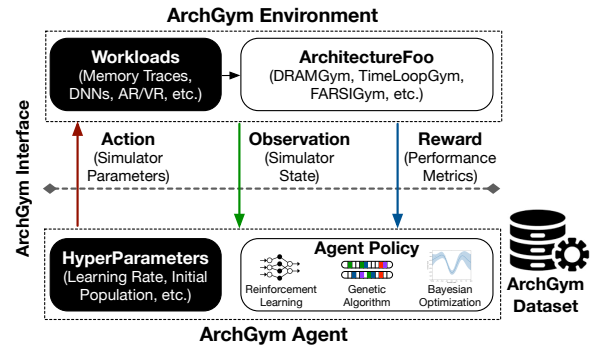 ArchGym Environment
Workloads
(Memory Traces,
DNNs, AR/VR, etc.)
ArchitectureFoo
(DRAMGym, TimeLoopGym,
FARSIGym, etc.)
ArchGym Interface
Action
(Simulator
Parameters)
Observation
(Simulator
State)
Reward
(Performance
Metrics)
HyperParameters
(Learning Rate, Initial
Population, etc.)
Agent Policy
Reinforcement
Learning
Genetic
Algorithm
Bayesian
Optimization
ArchGym
Dataset
ArchGym Agent